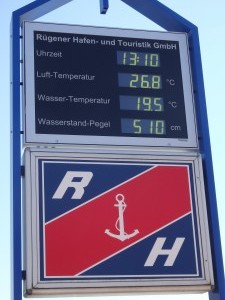 Rügener Hafen- und Touristik GmbH
Uhrzeit 13:10
Luft-Temperatur 26.8 °C
Wasser-Temperatur 19.5 °C
Wasserstand-Pegel 510 cm
R
H